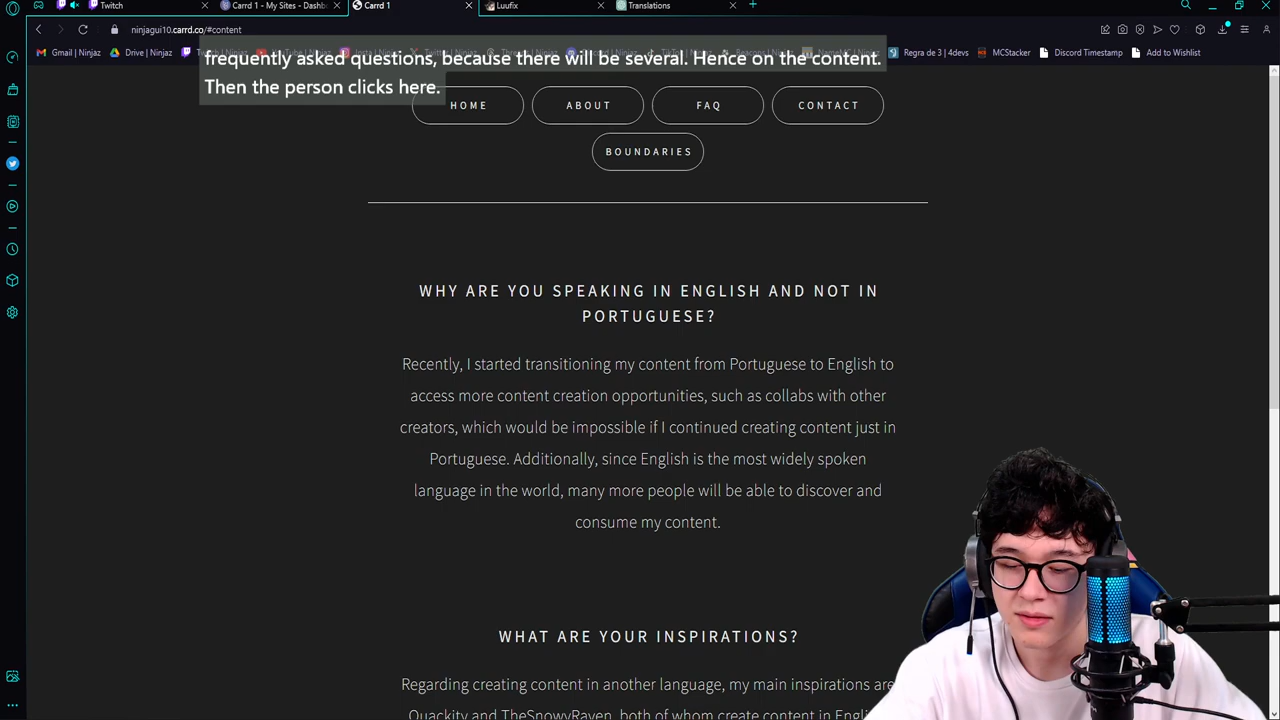 Twitch
Carrd 1 - My Sites - Dashb
Carrd 1
Luufix
Translations
ninjagui10.carrd.co/#content
Gmail | Ninjaz
Drive | Ninjaz
Regra de 3 | 4devs
MCStacker
Discord Timestamp
Add to Wishlist
frequently asked questions, because there will be several. Hence on the content.
Then the person clicks here.
HOME
ABOUT
FAQ
CONTACT
BOUNDARIES
WHY ARE YOU SPEAKING IN ENGLISH AND NOT IN
PORTUGUESE?
Recently, I started transitioning my content from Portuguese to English to
access more content creation opportunities, such as collabs with other
creators, which would be impossible if I continued creating content just in
Portuguese. Additionally, since English is the most widely spoken
language in the world, many more people will be able to discover and
consume my content.
WHAT ARE YOUR INSPIRATIONS?
Regarding creating content in another language, my main inspirations are
Quackity and TheSnowyRaven, both of whom create content in